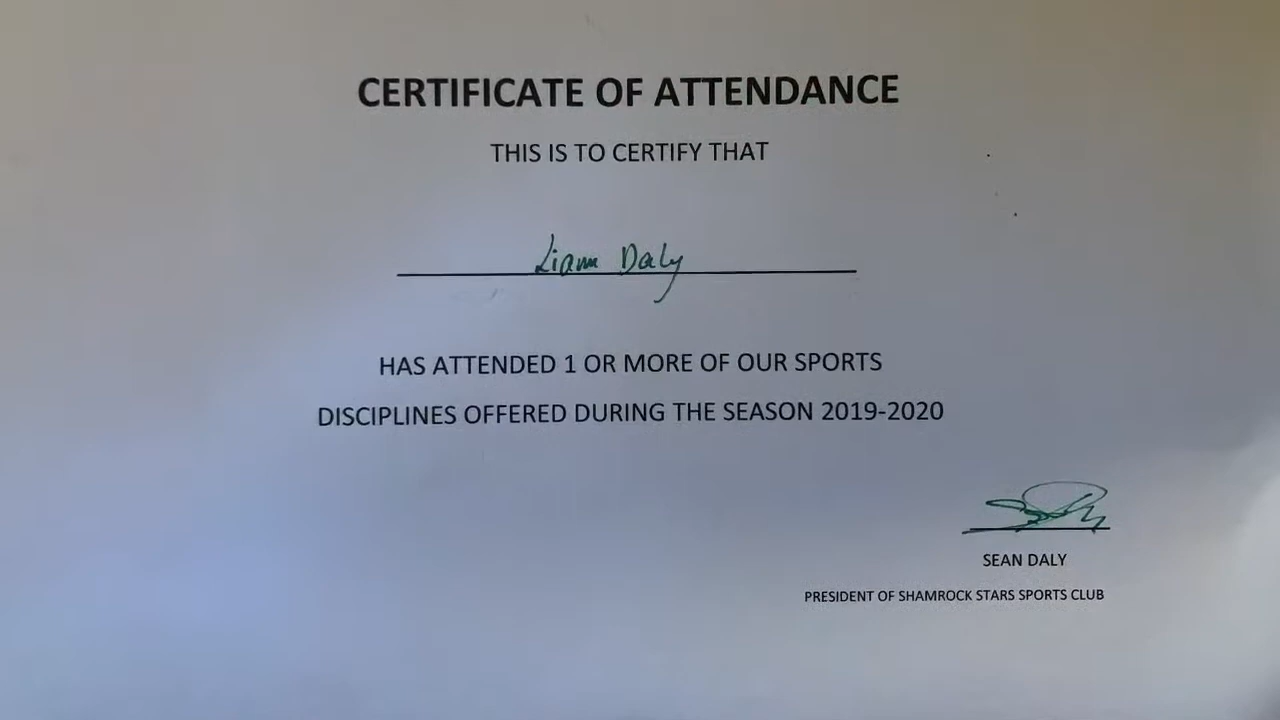 CERTIFICATE OF ATTENDANCE
THIS IS TO CERTIFY THAT
Liam Daly
HAS ATTENDED 1 OR MORE OF OUR SPORTS
DISCIPLINES OFFERED DURING THE SEASON 2019-2020
SEAN DALY
PRESIDENT OF SHAMROCK STARS SPORTS CLUB